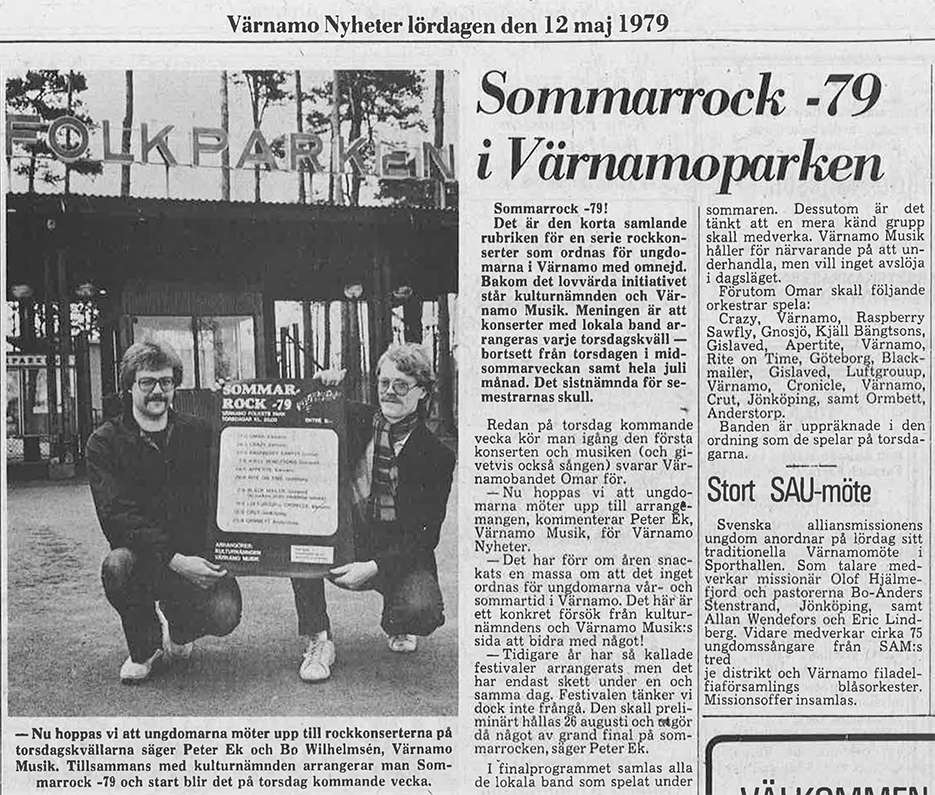 Värnamo Nyheter lördagen den 12 maj 1979
FOLKPARKEN
SOMMAR-
ROCK -79
VÄRNAMO FOLKETS PARK
TORSDAGAR KL. 20.00
ARRANGÖRER:
KULTURNÄMNDEN
VÄRNAMO MUSIK
— Nu hoppas vi att ungdomarna möter upp till rockkonserterna på
torsdagskvällarna säger Peter Ek och Bo Wilhelmsén, Värnamo
Musik. Tillsammans med kulturnämnden arrangerar man Som-
marrock -79 och start blir det på torsdag kommande vecka.
Sommarrock -79
i Värnamoparken
Sommarrock -79!
Det är den korta samlande
rubriken för en serie rockkon-
serter som ordnas för ungdo-
marna i Värnamo med omnejd.
Bakom det lovvärda initiativet
står kulturnämnden och Vär-
namo Musik. Meningen är att
konserter med lokala band ar-
rangeras varje torsdagskväll —
bortsett från torsdagen i mid-
sommarveckan samt hela juli
månad. Det sistnämnda för se-
mestrarnas skull.
Redan på torsdag kommande
vecka kör man igång den första
konserten och musiken (och gi-
vetvis också sången) svarar Vär-
namobandet Omar för.
— Nu hoppas vi att ungdo-
marna möter upp till arrange-
mangen, kommenterar Peter Ek,
Värnamo Musik, för Värnamo
Nyheter.
— Det har förr om åren snac-
kats en massa om att det inget
ordnas för ungdomarna vår- och
sommartid i Värnamo. Det här är
ett konkret försök från kultur-
nämndens och Värnamo Musik:s
sida att bidra med något!
— Tidigare år har så kallade
festivaler arrangerats men det
har endast skett under en och
samma dag. Festivalen tänker vi
dock inte frångå. Den skall preli-
minärt hållas 26 augusti och utgör
då något av grand final på som-
marrocken, säger Peter Ek.
I finalprogrammet samlas alla
de lokala band som spelat under
sommaren. Dessutom är det
tänkt att en mera känd grupp
skall medverka. Värnamo Musik
håller för närvarande på att un-
derhandla, men vill inget avslöja
i dagsläget.
Förutom Omar skall följande
orkestrar spela:
Crazy, Värnamo, Raspberry
Sawfly, Gnosjö, Kjäll Bängtsons,
Gislaved, Apertite, Värnamo,
Rite on Time, Göteborg, Black-
mailer, Gislaved, Luftgrouup,
Värnamo, Cronicle, Värnamo,
Crut, Jönköping, samt Ormbett,
Anderstorp.
Banden är uppräknade i den
ordning som de spelar på torsda-
garna.
Stort SAU-möte
Svenska alliansmissionens
ungdom anordnar på lördag sitt
traditionella Värnamomöte i
Sporthallen. Som talare med-
verkar missionär Olof Hjälme-
fjord och pastorerna Bo-Anders
Stenstrand, Jönköping, samt
Allan Wendefors och Eric Lind-
berg. Vidare medverkar cirka 75
ungdomssångare från SAM:s
tred
je distrikt och Värnamo filadel-
fiaförsamlings blåsorkester.
Missionsoffer insamlas.
VÄLKOMMEN